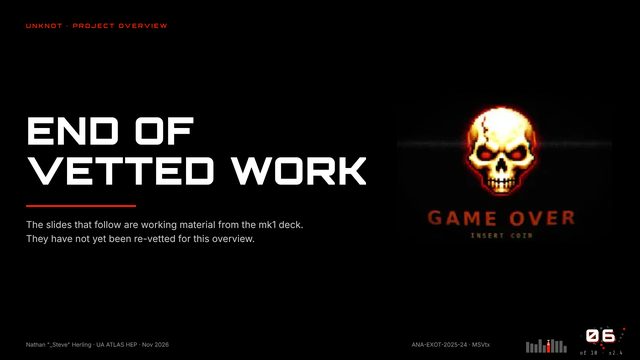 UNKNOT · PROJECT OVERVIEW
END OF
VETTED WORK
The slides that follow are working material from the mk1 deck.
They have not yet been re-vetted for this overview.
GAME OVER
INSERT COIN
Nathan "_Steve" Herling · UA ATLAS HEP · Nov 2026
ANA-EXOT-2025-24 · MSVtx
06
of 38 · v2.4